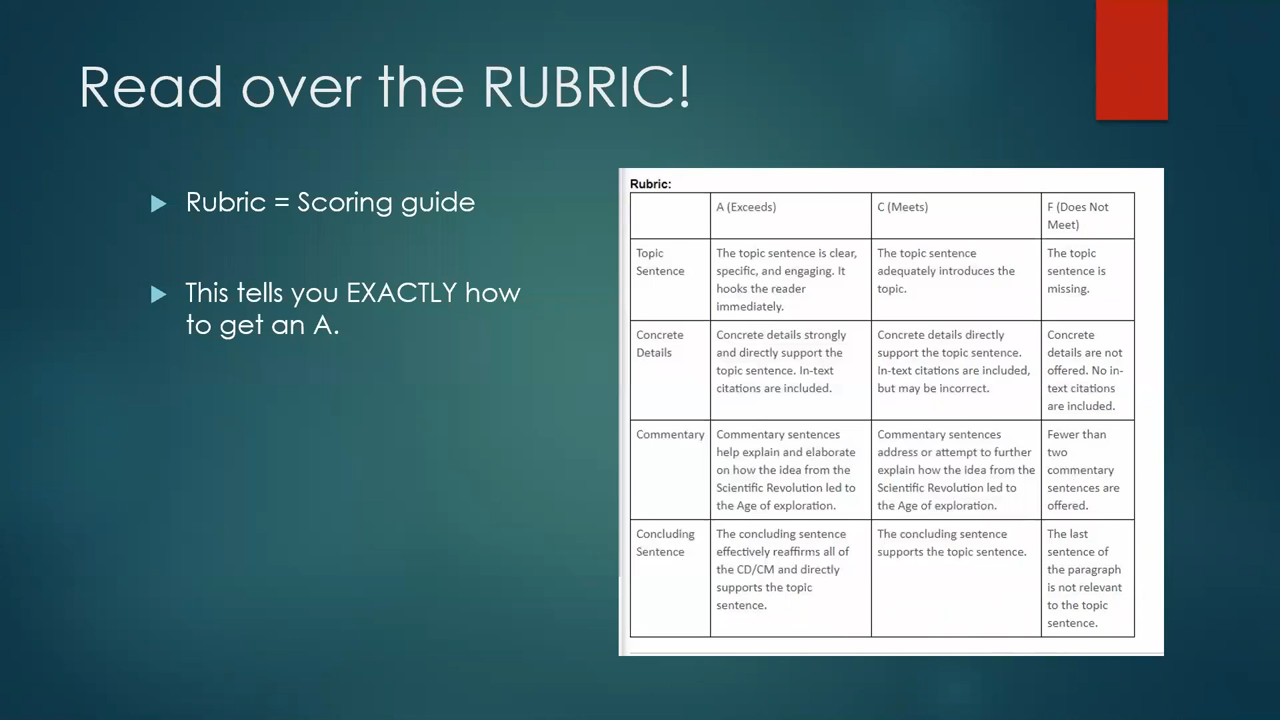 Read over the RUBRIC!
Rubric = Scoring guide
This tells you EXACTLY how
to get an A.
Rubric:
A (Exceeds)
C (Meets)
F (Does Not
Meet)
Topic
Sentence
The topic sentence is clear,
specific, and engaging. It
hooks the reader
immediately.
The topic sentence
adequately introduces the
topic.
The topic
sentence is
missing.
Concrete
Details
Concrete details strongly
and directly support the
topic sentence. In-text
citations are included.
Concrete details directly
support the topic sentence.
In-text citations are included,
but may be incorrect.
Concrete
details are not
offered. No in-
text citations
are included.
Commentary
Commentary sentences
help explain and elaborate
on how the idea from the
Scientific Revolution led to
the Age of exploration.
Commentary sentences
address or attempt to further
explain how the idea from the
Scientific Revolution led to
the Age of exploration.
Fewer than
two
commentary
sentences are
offered.
Concluding
Sentence
The concluding sentence
effectively reaffirms all of
the CD/CM and directly
supports the topic
sentence.
The concluding sentence
supports the topic sentence.
The last
sentence of
the paragraph
is not relevant
to the topic
sentence.